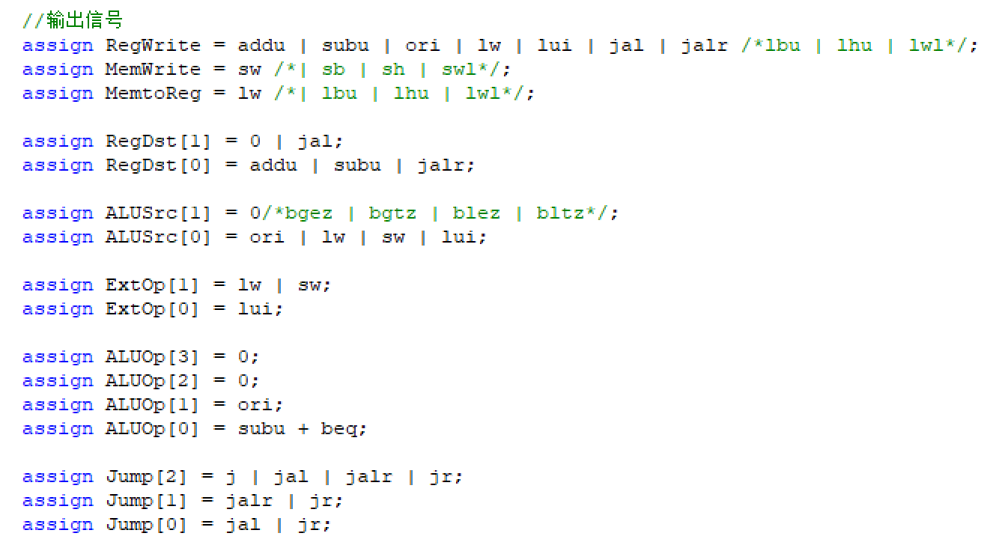 //输出信号
assign RegWrite = addu | subu | ori | lw | lui | jal | jalr /*lbu | lhu | lwl*/;
assign MemWrite = sw /*| sb | sh | swl*/;
assign MemtoReg = lw /*| lbu | lhu | lwl*/;
assign RegDst[1] = 0 | jal;
assign RegDst[0] = addu | subu | jalr;
assign ALUSrc[1] = 0/*bgez | bgtz | blez | bltz*/;
assign ALUSrc[0] = ori | lw | sw | lui;
assign ExtOp[1] = lw | sw;
assign ExtOp[0] = lui;
assign ALUOp[3] = 0;
assign ALUOp[2] = 0;
assign ALUOp[1] = ori;
assign ALUOp[0] = subu + beq;
assign Jump[2] = j | jal | jalr | jr;
assign Jump[1] = jalr | jr;
assign Jump[0] = jal | jr;